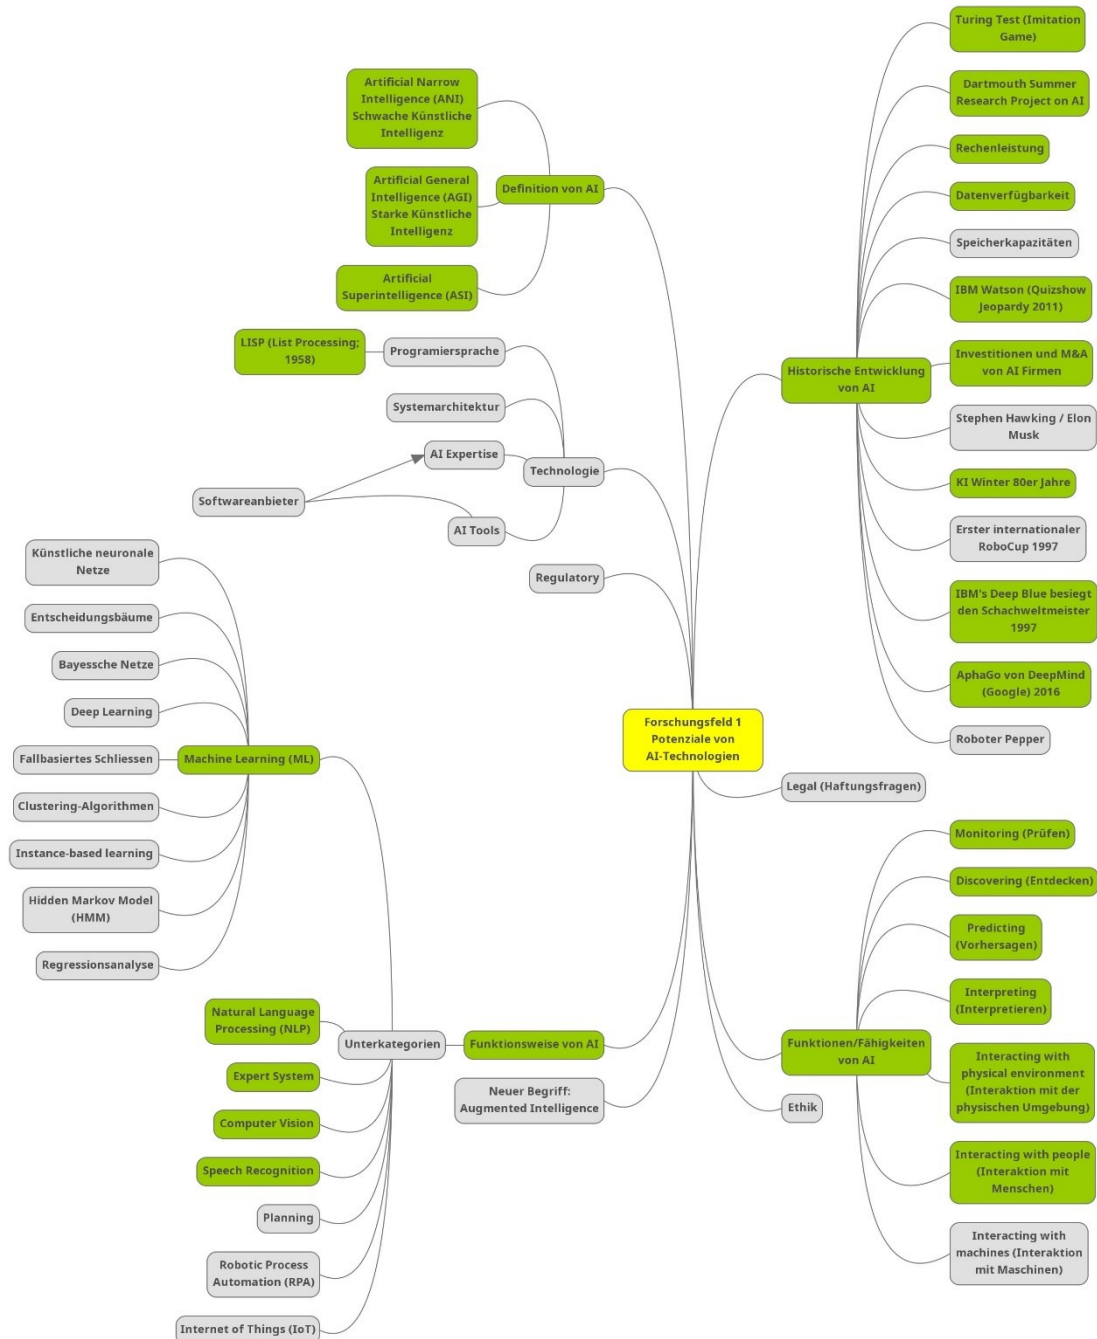 Forschungsfeld 1
Potenziale von
AI-Technologien
Definition von AI
Artificial Narrow
Intelligence (ANI)
Schwache Künstliche
Intelligenz
Artificial General
Intelligence (AGI)
Starke Künstliche
Intelligenz
Artificial
Superintelligence (ASI)
Technologie
Programiersprache
LISP (List Processing;
1958)
Systemarchitektur
AI Expertise
Softwareanbieter
AI Tools
Regulatory
Funktionsweise von AI
Unterkategorien
Machine Learning (ML)
Künstliche neuronale
Netze
Entscheidungsbäume
Bayessche Netze
Deep Learning
Fallbasiertes Schliessen
Clustering-Algorithmen
Instance-based learning
Hidden Markov Model
(HMM)
Regressionsanalyse
Natural Language
Processing (NLP)
Expert System
Computer Vision
Speech Recognition
Planning
Robotic Process
Automation (RPA)
Internet of Things (IoT)
Neuer Begriff:
Augmented Intelligence
Historische Entwicklung
von AI
Turing Test (Imitation
Game)
Dartmouth Summer
Research Project on AI
Rechenleistung
Datenverfügbarkeit
Speicherkapazitäten
IBM Watson (Quizshow
Jeopardy 2011)
Investitionen und M&A
von AI Firmen
Stephen Hawking / Elon
Musk
KI Winter 80er Jahre
Erster internationaler
RoboCup 1997
IBM's Deep Blue besiegt
den Schachweltmeister
1997
AphaGo von DeepMind
(Google) 2016
Roboter Pepper
Legal (Haftungsfragen)
Funktionen/Fähigkeiten
von AI
Monitoring (Prüfen)
Discovering (Entdecken)
Predicting
(Vorhersagen)
Interpreting
(Interpretieren)
Interacting with
physical environment
(Interaktion mit der
physischen Umgebung)
Interacting with people
(Interaktion mit
Menschen)
Interacting with
machines (Interaktion
mit Maschinen)
Ethik